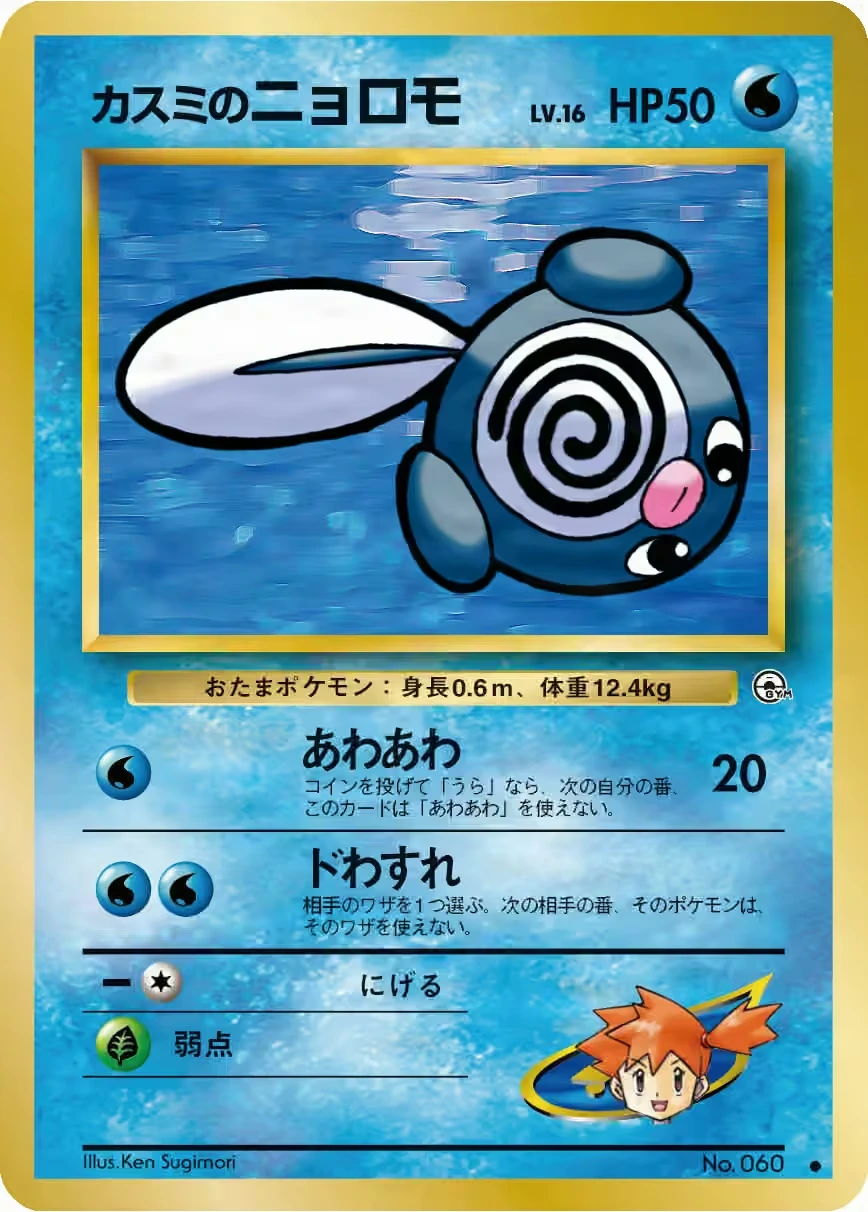 カスミのニョロモ LV.16 HP50
おたまポケモン：身長0.6m、体重12.4kg
GYM
あわあわ 20
コインを投げて「うら」なら、次の自分の番、
このカードは「あわあわ」を使えない。
ドわすれ
相手のワザを1つ選ぶ。次の相手の番、そのポケモンは、
そのワザを使えない。
にげる
弱点
Illus.Ken Sugimori No. 060